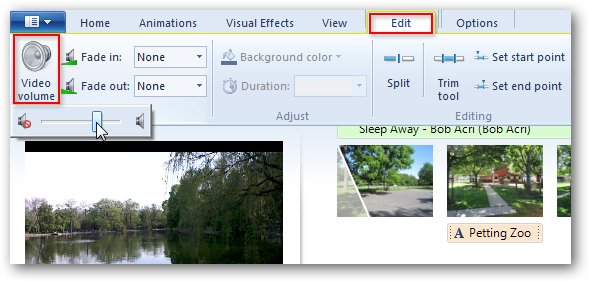 Home Animations Visual Effects View Edit Options
Video volume
Fade in: None
Fade out: None
Background color
Duration:
Adjust
Split
Trim tool
Set start point
Set end point
Editing
Sleep Away - Bob Acri (Bob Acri)
A Petting Zoo